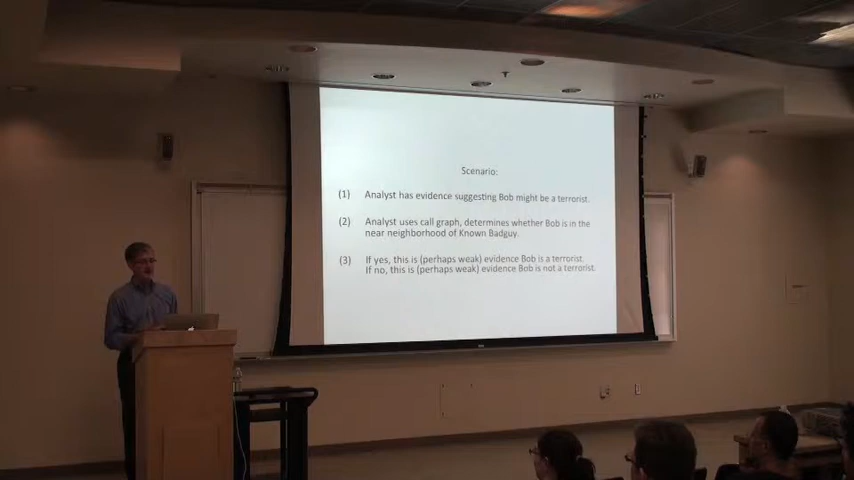 Scenario:
(1) Analyst has evidence suggesting Bob might be a terrorist.
(2) Analyst uses call graph, determines whether Bob is in the
near neighborhood of Known Badguy.
(3) If yes, this is (perhaps weak) evidence Bob is a terrorist.
If no, this is (perhaps weak) evidence Bob is not a terrorist.